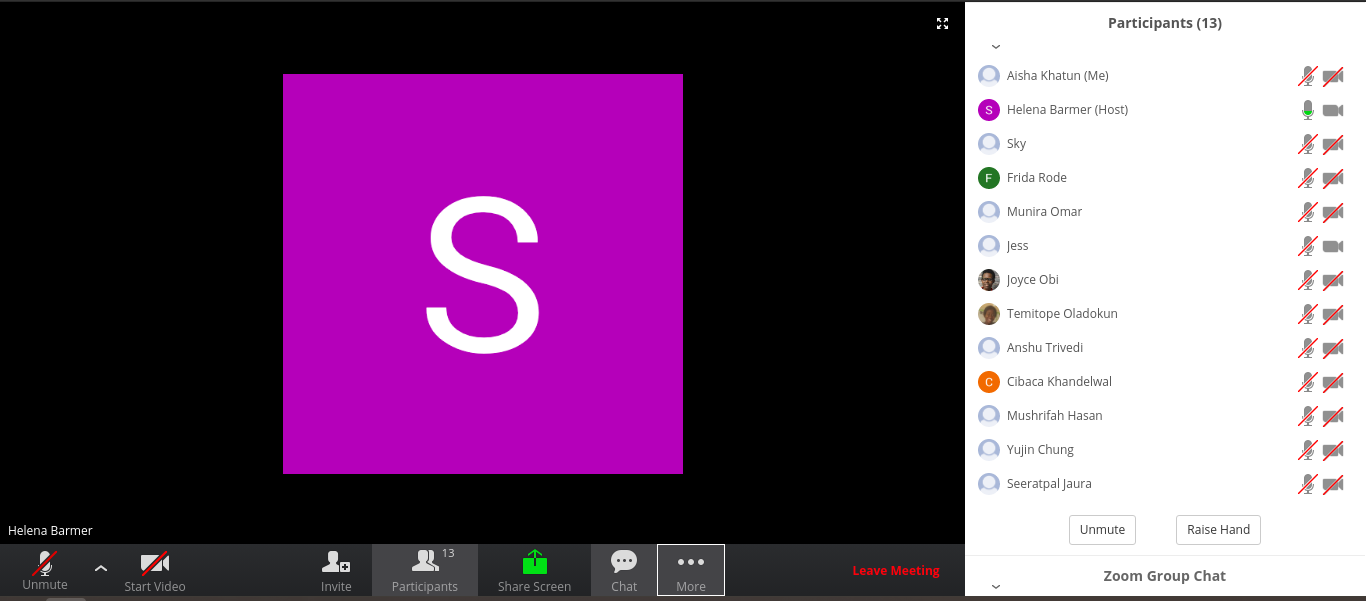 S
Helena Barmer
Unmute
Start Video
Invite
13
Participants
Share Screen
Chat
More
Leave Meeting
Participants (13)
Aisha Khatun (Me)
S Helena Barmer (Host)
Sky
F Frida Rode
Munira Omar
Jess
Joyce Obi
Temitope Oladokun
Anshu Trivedi
C Cibaca Khandelwal
Mushrifah Hasan
Yujin Chung
Seeratpal Jaura
Unmute Raise Hand
Zoom Group Chat